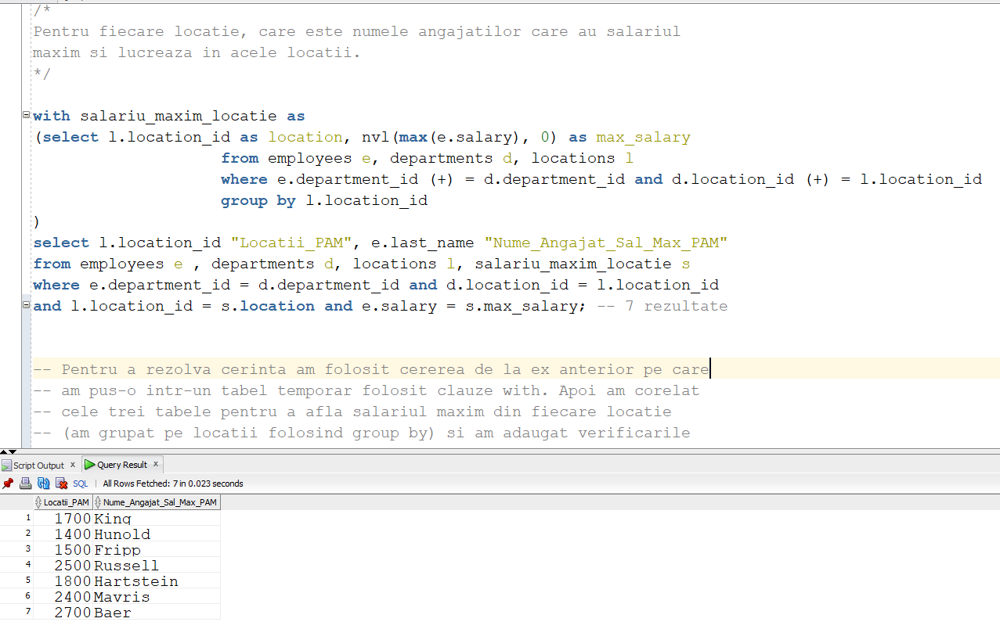 /*
Pentru fiecare locatie, care este numele angajatilor care au salariul
maxim si lucreaza in acele locatii.
*/
with salariu_maxim_locatie as
(select l.location_id as location, nvl(max(e.salary), 0) as max_salary
from employees e, departments d, locations l
where e.department_id (+) = d.department_id and d.location_id (+) = l.location_id
group by l.location_id
)
select l.location_id "Locatii_PAM", e.last_name "Nume_Angajat_Sal_Max_PAM"
from employees e , departments d, locations l, salariu_maxim_locatie s
where e.department_id = d.department_id and d.location_id = l.location_id
and l.location_id = s.location and e.salary = s.max_salary; -- 7 rezultate
-- Pentru a rezolva cerinta am folosit cererea de la ex anterior pe care
-- am pus-o intr-un tabel temporar folosit clauze with. Apoi am corelat
-- cele trei tabele pentru a afla salariul maxim din fiecare locatie
-- (am grupat pe locatii folosind group by) si am adaugat verificarile
Script Output x Query Result x
SQL | All Rows Fetched: 7 in 0.023 seconds
Locatii_PAM Nume_Angajat_Sal_Max_PAM
1 1700 King
2 1400 Hunold
3 1500 Fripp
4 2500 Russell
5 1800 Hartstein
6 2400 Mavris
7 2700 Baer